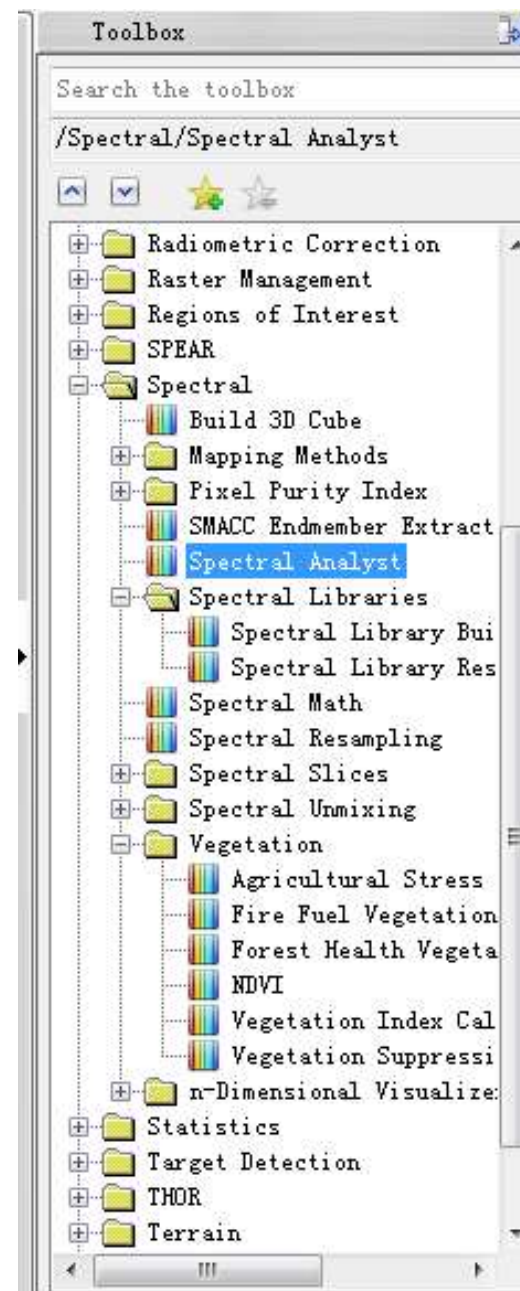 Toolbox
Search the toolbox
/Spectral/Spectral Analyst
Radiometric Correction
Raster Management
Regions of Interest
SPEAR
Spectral
Build 3D Cube
Mapping Methods
Pixel Purity Index
SMACC Endmember Extract
Spectral Analyst
Spectral Libraries
Spectral Library Bui
Spectral Library Res
Spectral Math
Spectral Resampling
Spectral Slices
Spectral Unmixing
Vegetation
Agricultural Stress
Fire Fuel Vegetation
Forest Health Vegeta
NDVI
Vegetation Index Cal
Vegetation Suppressi
n-Dimensional Visualize
Statistics
Target Detection
THOR
Terrain